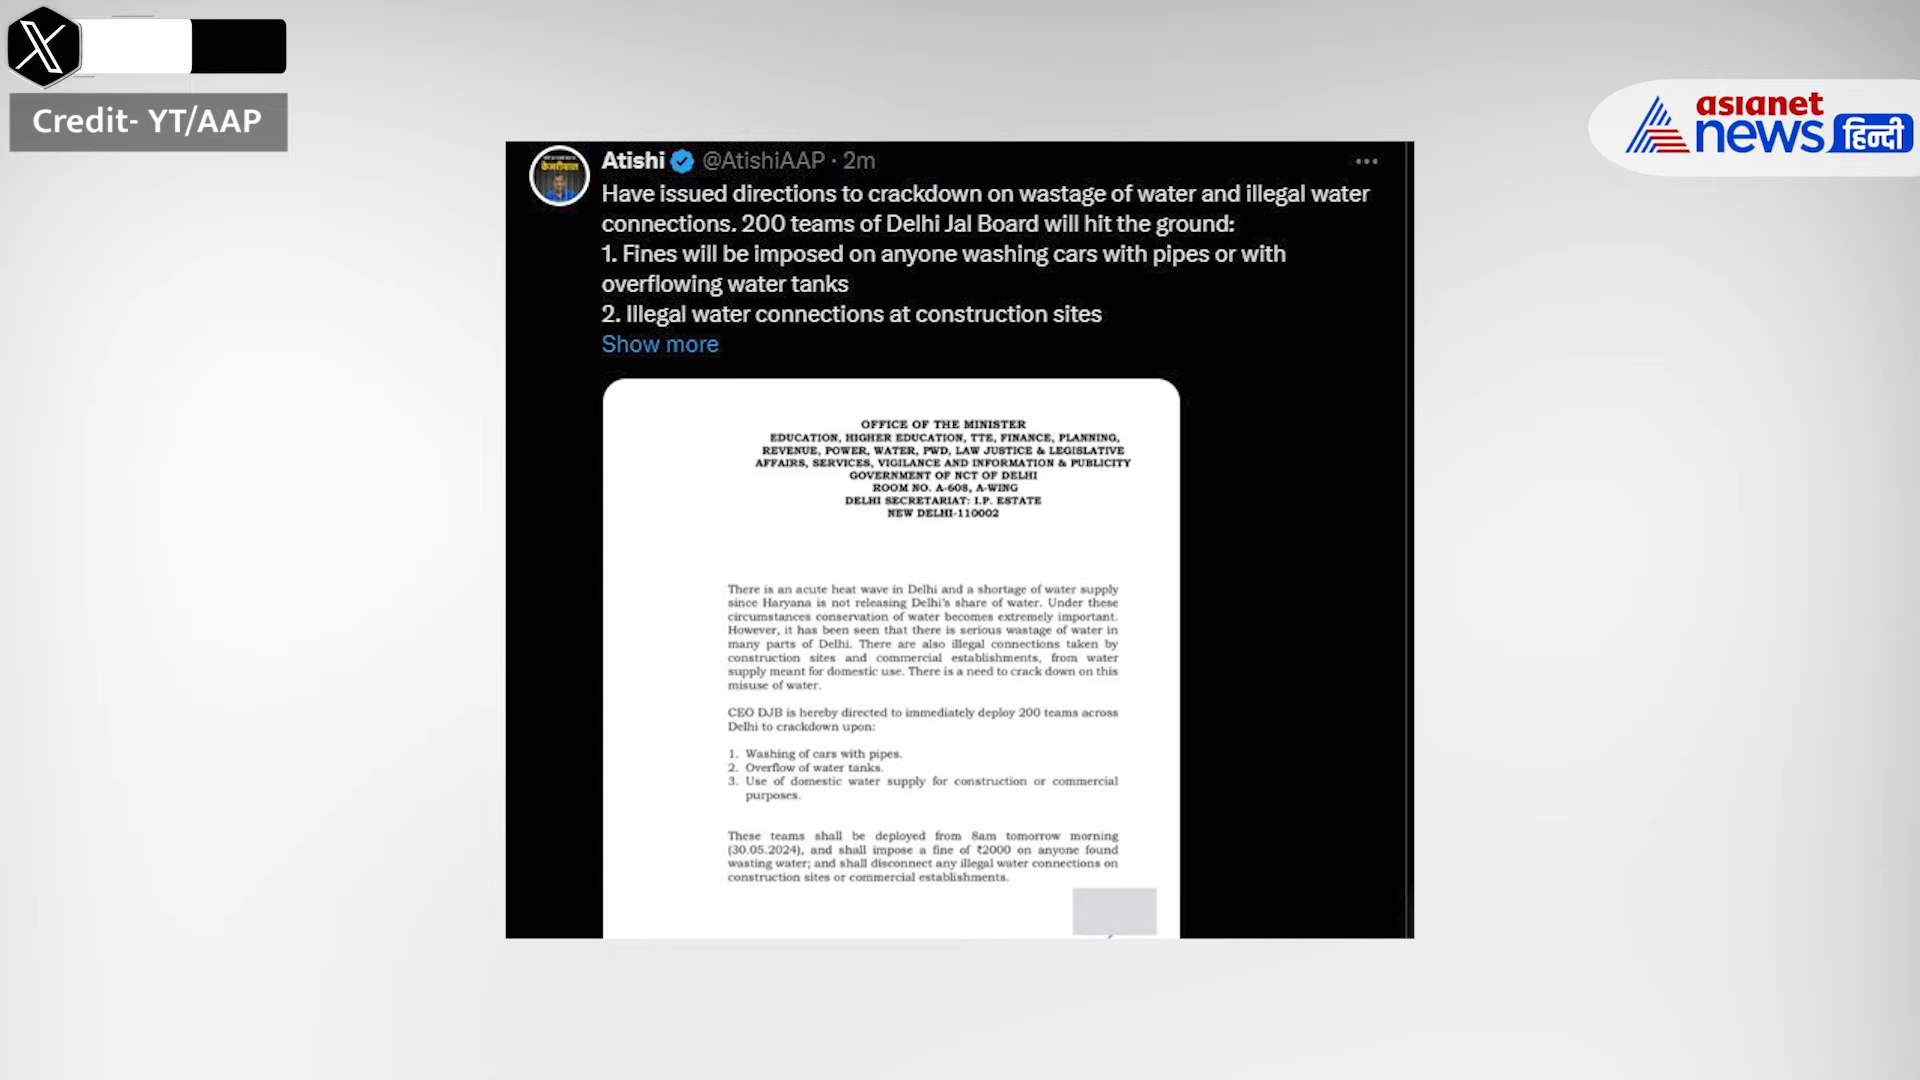 Credit- YT/AAP
asianet
news हिन्दी
केजरीवाल
Atishi @AtishiAAP · 2m
Have issued directions to crackdown on wastage of water and illegal water
connections. 200 teams of Delhi Jal Board will hit the ground:
1. Fines will be imposed on anyone washing cars with pipes or with
overflowing water tanks
2. Illegal water connections at construction sites
Show more
OFFICE OF THE MINISTER
EDUCATION, HIGHER EDUCATION, TTE, FINANCE, PLANNING,
REVENUE, POWER, WATER, PWD, LAW JUSTICE & LEGISLATIVE
AFFAIRS, SERVICES, VIGILANCE AND INFORMATION & PUBLICITY
GOVERNMENT OF NCT OF DELHI
ROOM NO. A-608, A-WING
DELHI SECRETARIAT: I.P. ESTATE
NEW DELHI-110002
There is an acute heat wave in Delhi and a shortage of water supply
since Haryana is not releasing Delhi's share of water. Under these
circumstances conservation of water becomes extremely important.
However, it has been seen that there is serious wastage of water in
many parts of Delhi. There are also illegal connections taken by
construction sites and commercial establishments, from water
supply meant for domestic use. There is a need to crack down on this
misuse of water.
CEO DJB is hereby directed to immediately deploy 200 teams across
Delhi to crackdown upon:
1. Washing of cars with pipes.
2. Overflow of water tanks.
3. Use of domestic water supply for construction or commercial
purposes.
These teams shall be deployed from 8am tomorrow morning
(30.05.2024), and shall impose a fine of ₹2000 on anyone found
wasting water; and shall disconnect any illegal water connections on
construction sites or commercial establishments.